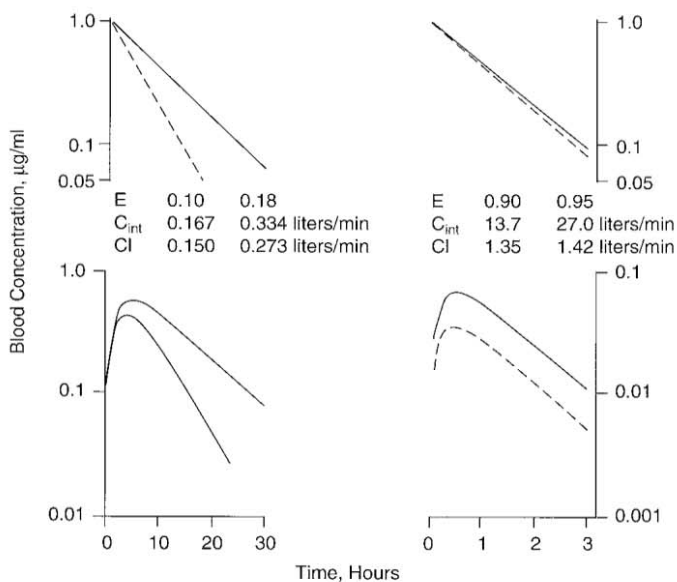 1.0
0.1
0.05
1.0
0.1
0.05
E 0.10 0.18
C_int 0.167 0.334 liters/min
Cl 0.150 0.273 liters/min
E 0.90 0.95
C_int 13.7 27.0 liters/min
Cl 1.35 1.42 liters/min
Blood Concentration, µg/ml
1.0
0.1
0.01
0.1
0.01
0.001
0 10 20 30
0 1 2 3
Time, Hours